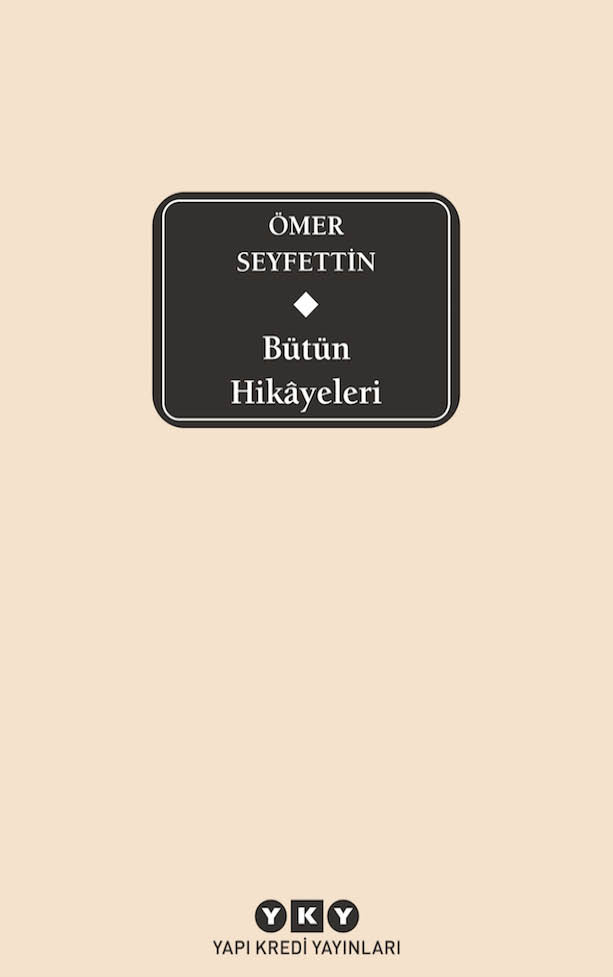 ÖMER
SEYFETTİN
Bütün
Hikâyeleri
YKY
YAPI KREDİ YAYINLARI